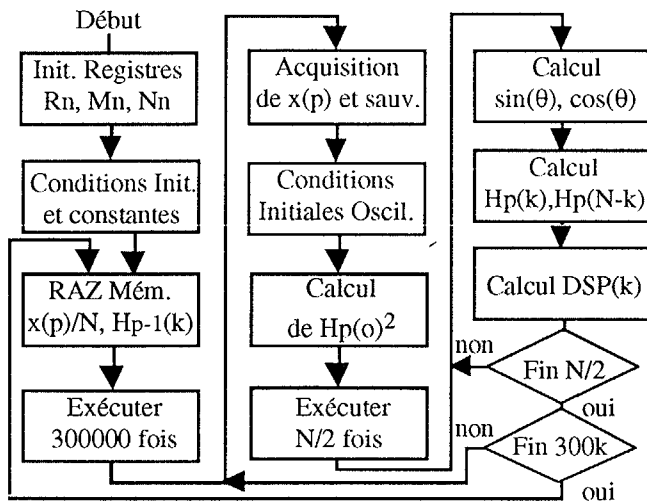 Début
Init. Registres
Rn, Mn, Nn
Conditions Init.
et constantes
RAZ Mém.
x(p)/N, Hp-1(k)
Exécuter
300000 fois
Acquisition
de x(p) et sauv.
Conditions
Initiales Oscil.
Calcul
de Hp(o)²
Exécuter
N/2 fois
Calcul
sin(θ), cos(θ)
Calcul
Hp(k),Hp(N-k)
Calcul DSP(k)
non
Fin N/2
oui
non
Fin 300k
oui